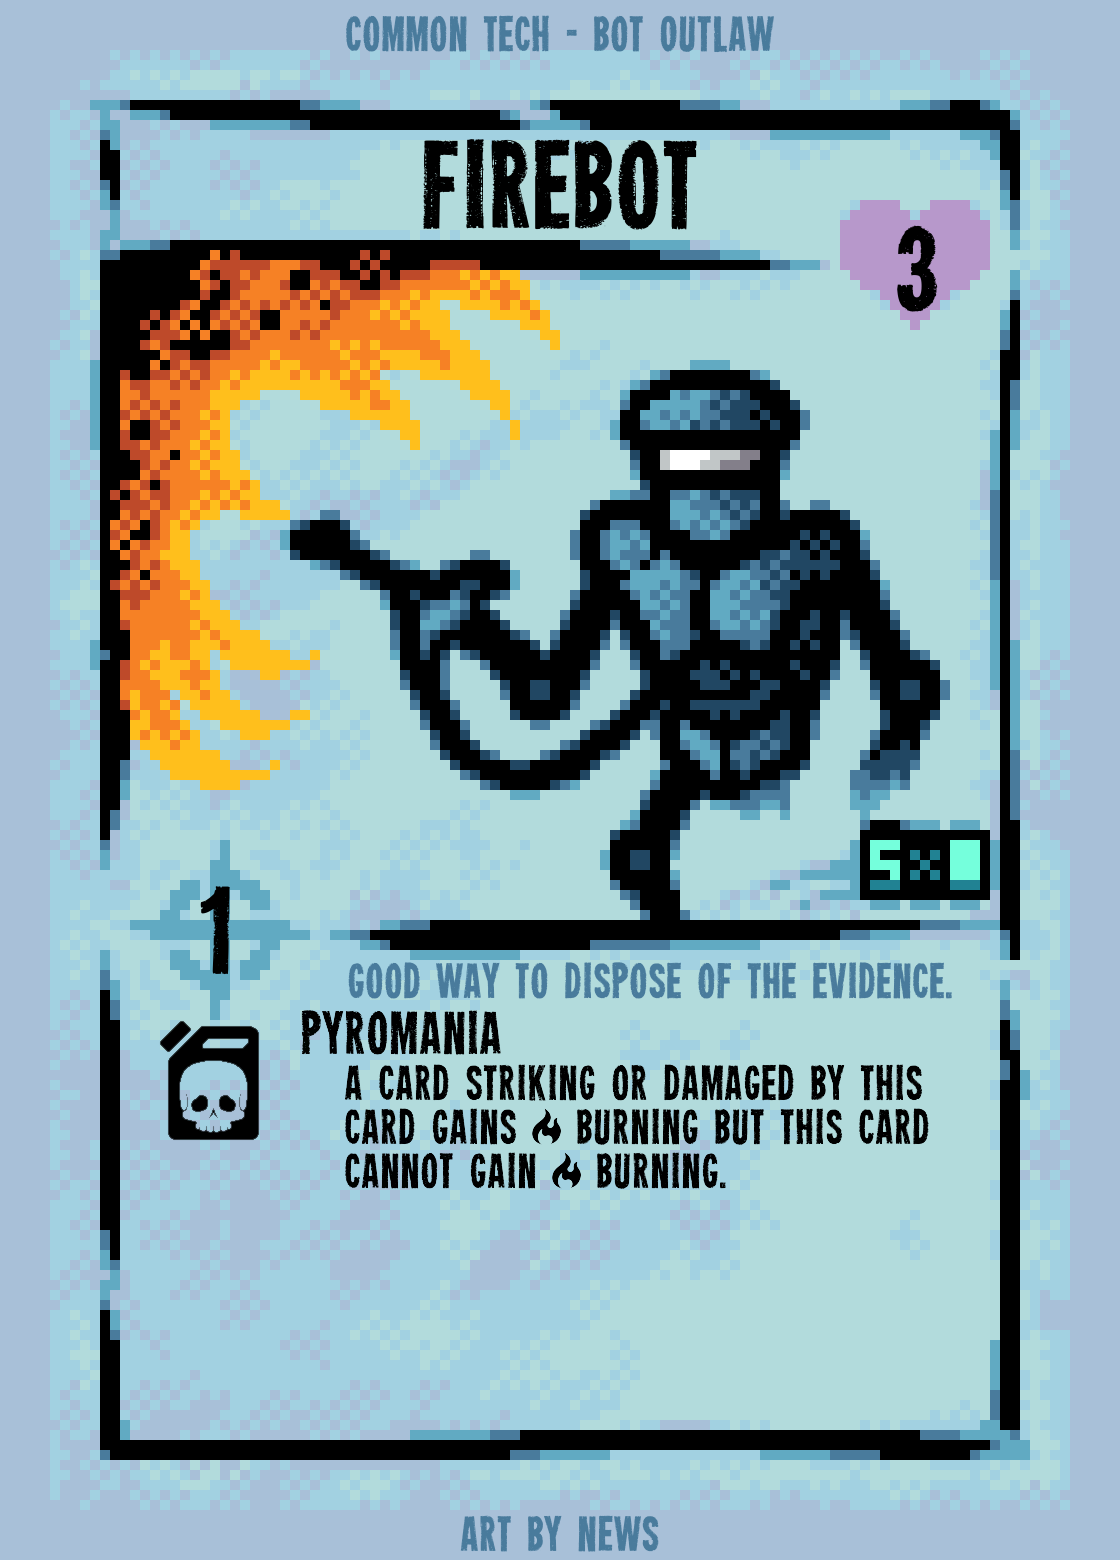 COMMON TECH - BOT OUTLAW
FIREBOT
3
5×▮
1
GOOD WAY TO DISPOSE OF THE EVIDENCE.
PYROMANIA
A CARD STRIKING OR DAMAGED BY THIS
CARD GAINS BURNING BUT THIS CARD
CANNOT GAIN BURNING.
ART BY NEWS